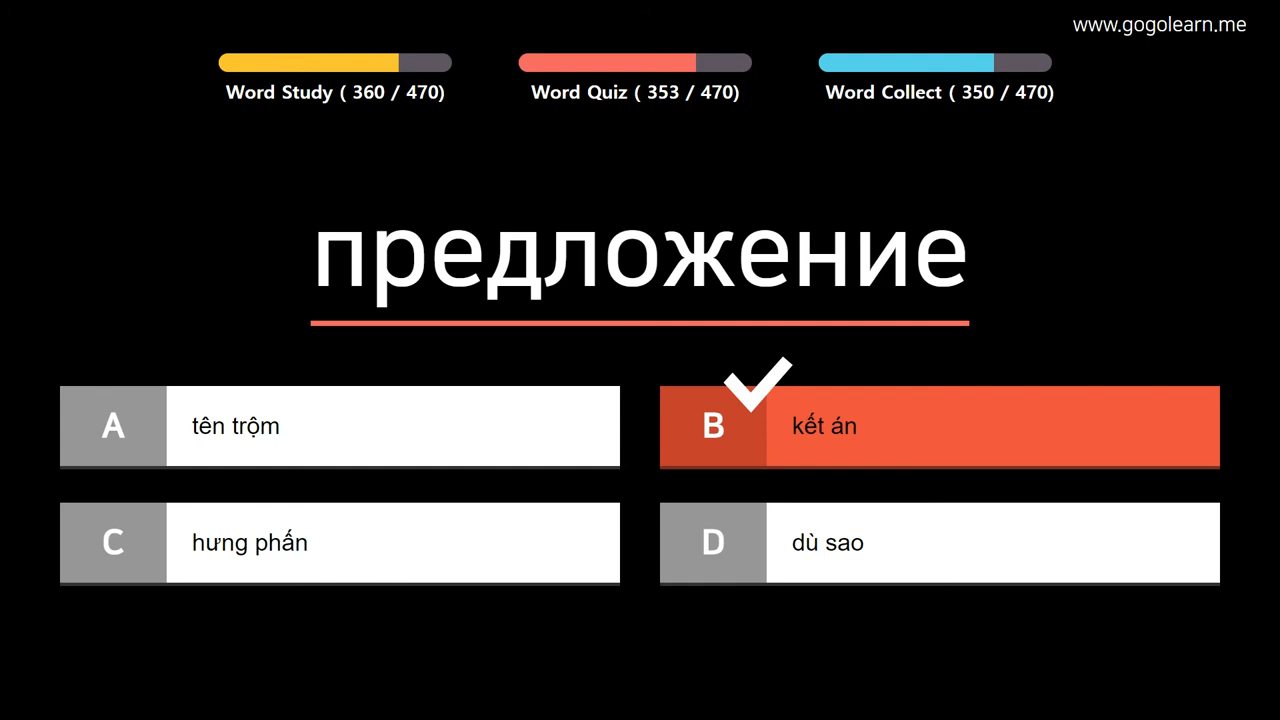 www.gogolearn.me
Word Study ( 360 / 470)
Word Quiz ( 353 / 470)
Word Collect ( 350 / 470)
предложение
A
tên trộm
B
kết án
C
hưng phấn
D
dù sao